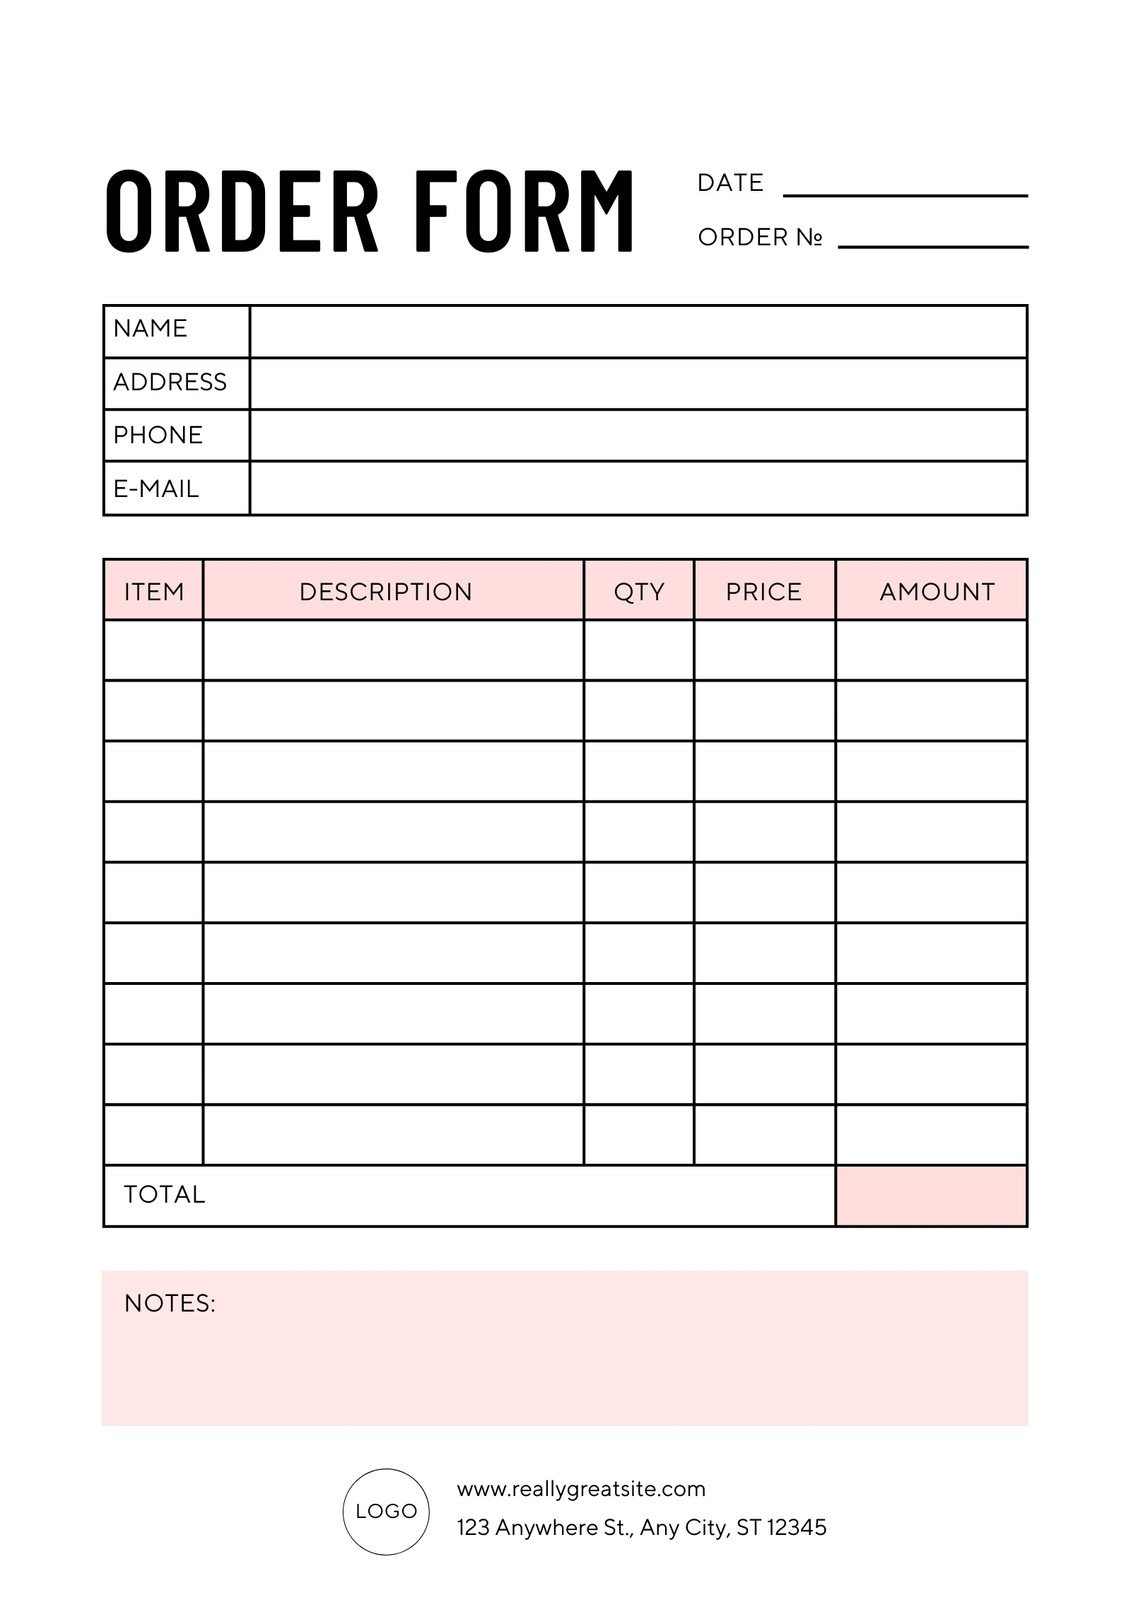 ORDER FORM
DATE
ORDER №
NAME
ADDRESS
PHONE
E-MAIL
ITEM DESCRIPTION QTY PRICE AMOUNT
TOTAL
NOTES:
LOGO
www.reallygreatsite.com
123 Anywhere St., Any City, ST 12345